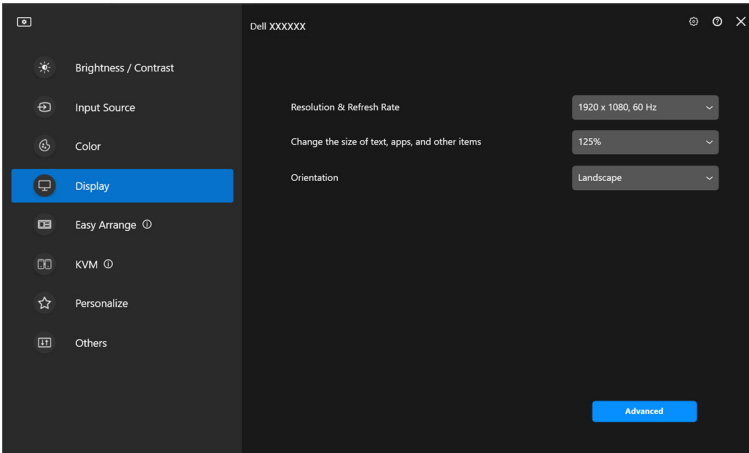 Dell XXXXXX
Brightness / Contrast
Input Source
Color
Display
Easy Arrange
KVM
Personalize
Others
Resolution & Refresh Rate
1920 x 1080, 60 Hz
Change the size of text, apps, and other items
125%
Orientation
Landscape
Advanced